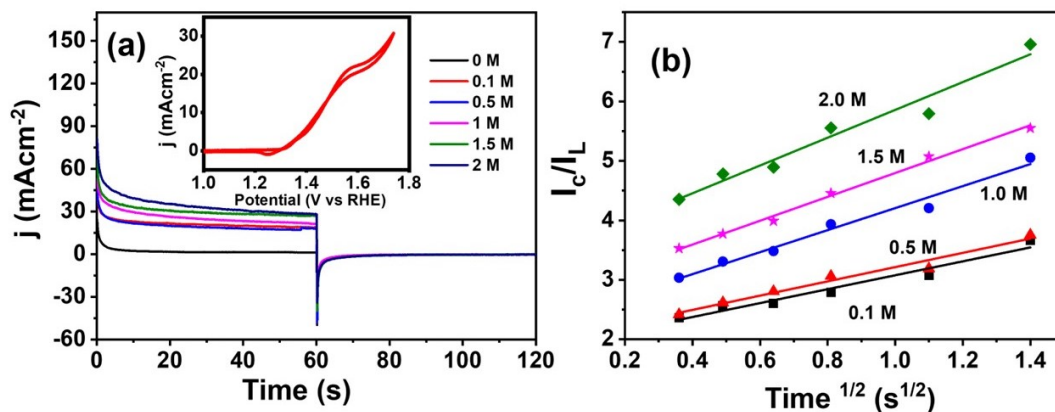 (a)
j (mAcm⁻²)
150
120
90
60
30
0
-30
-60
0 20 40 60 80 100 120
Time (s)
j (mAcm⁻²)
30
20
10
0
1.0 1.2 1.4 1.6 1.8
Potential (V vs RHE)
0 M
0.1 M
0.5 M
1 M
1.5 M
2 M
(b)
I_C/I_L
7
6
5
4
3
2
2.0 M
1.5 M
1.0 M
0.5 M
0.1 M
0.2 0.4 0.6 0.8 1.0 1.2 1.4
Time ¹/² (s¹/²)